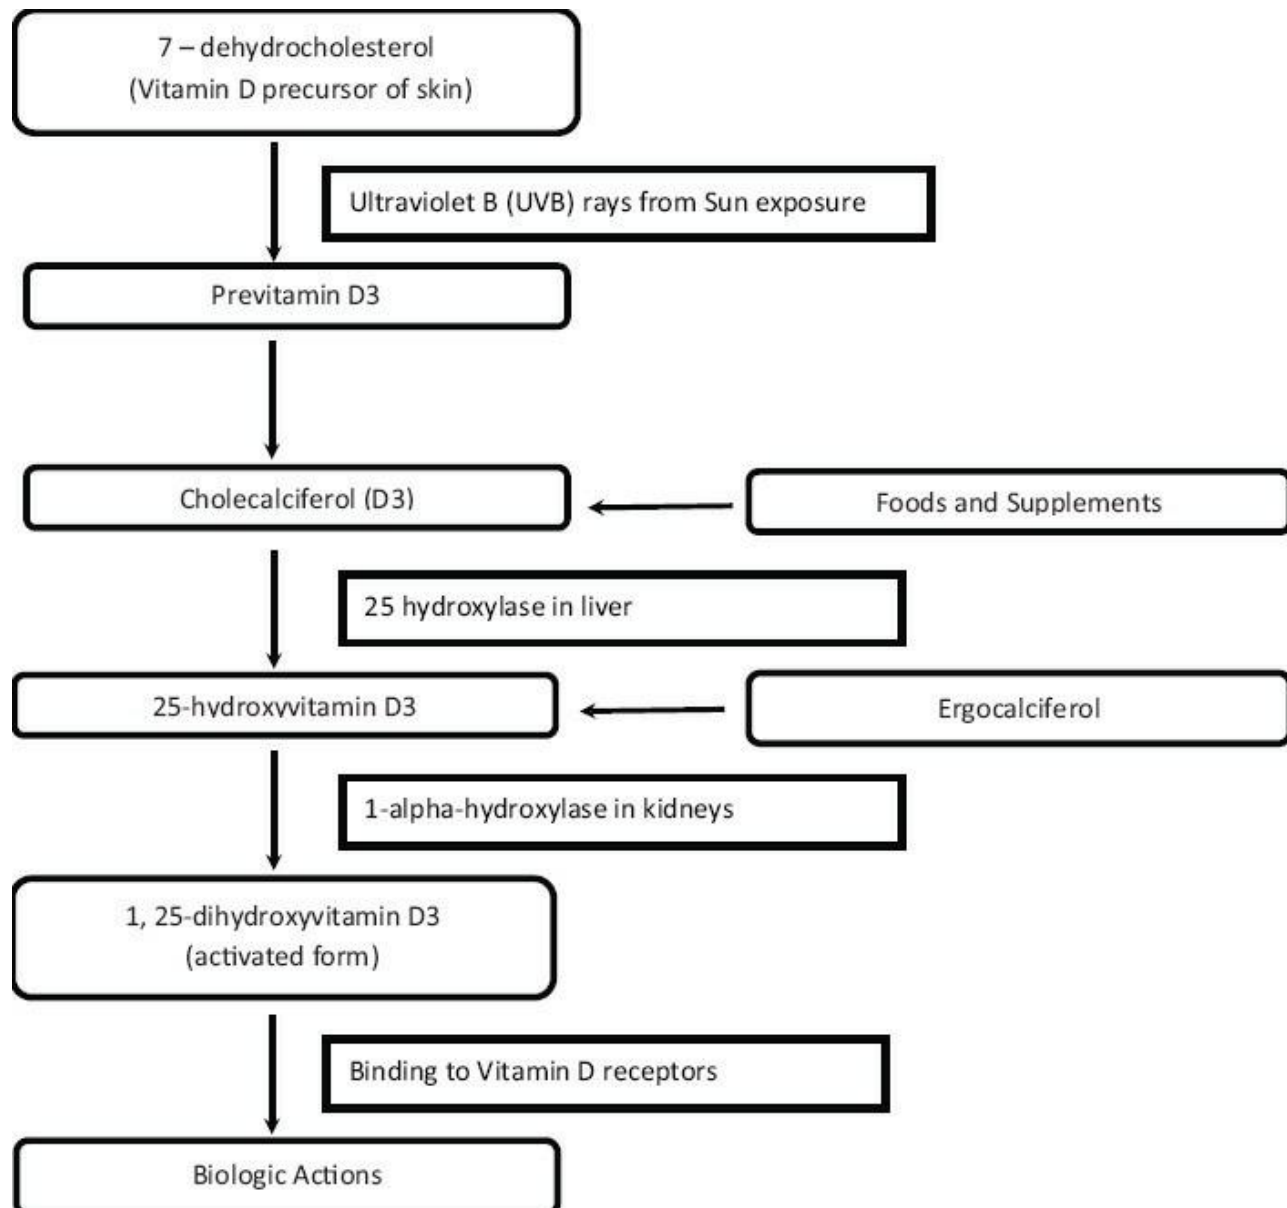 7 – dehydrocholesterol
(Vitamin D precursor of skin)
Ultraviolet B (UVB) rays from Sun exposure
Previtamin D3
Cholecalciferol (D3)
Foods and Supplements
25 hydroxylase in liver
25-hydroxyvitamin D3
Ergocalciferol
1-alpha-hydroxylase in kidneys
1, 25-dihydroxyvitamin D3
(activated form)
Binding to Vitamin D receptors
Biologic Actions